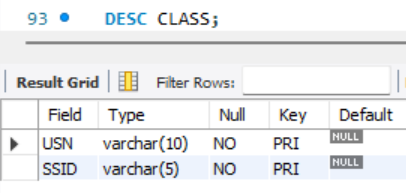 93 DESC CLASS;
Result Grid Filter Rows:
Field Type Null Key Default
USN varchar(10) NO PRI NULL
SSID varchar(5) NO PRI NULL